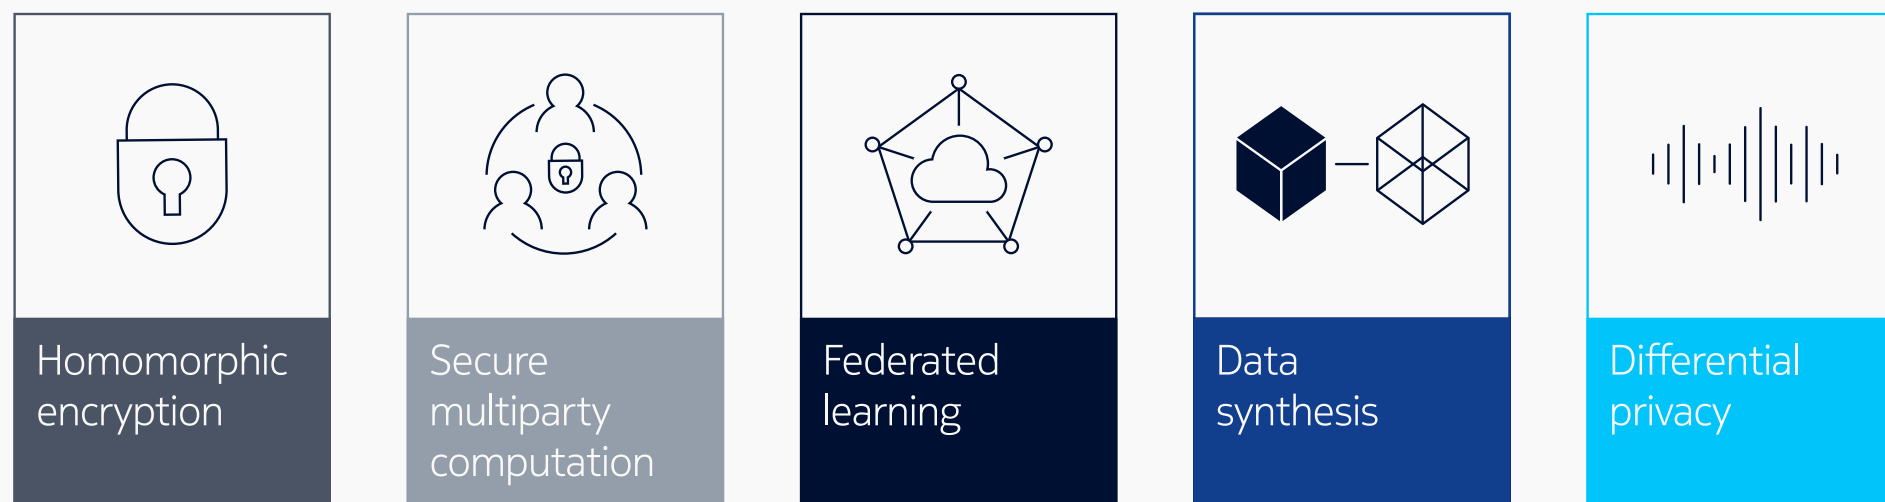 Homomorphic
encryption
Secure
multiparty
computation
Federated
learning
Data
synthesis
Differential
privacy